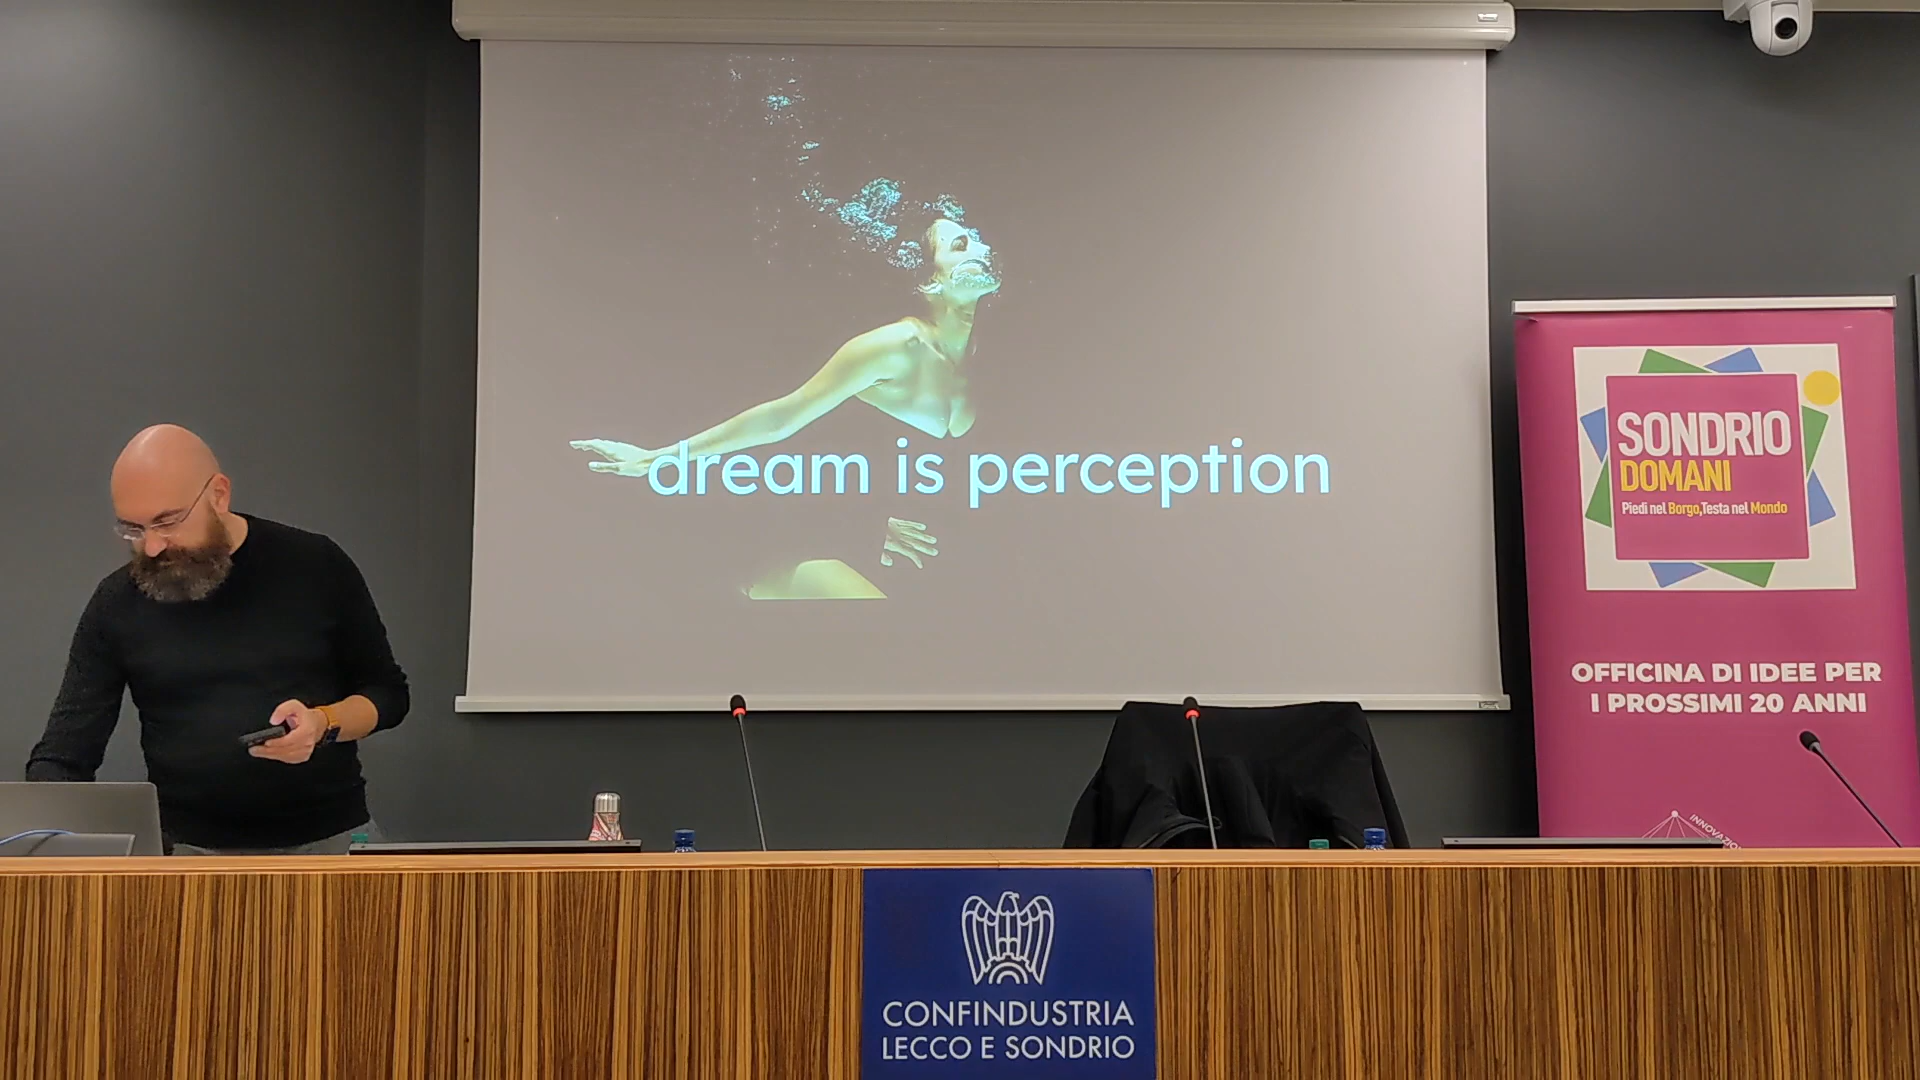 dream is perception
SONDRIO
DOMANI
Piedi nel Borgo, Testa nel Mondo
OFFICINA DI IDEE PER
I PROSSIMI 20 ANNI
CONFINDUSTRIA
LECCO E SONDRIO